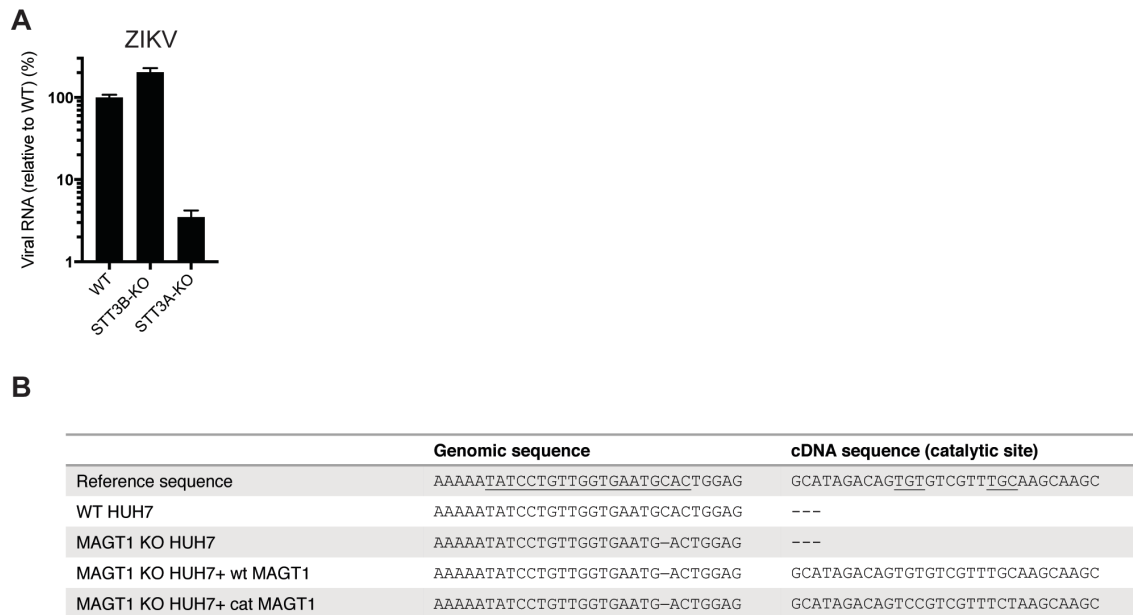 A
ZIKV
Viral RNA (relative to WT) (%)
100
10
1
WT
STT3B-KO
STT3A-KO
B
Genomic sequence cDNA sequence (catalytic site)
Reference sequence AAAAATATCCTGTTGGTGAATGCACTGGAG GCATAGACAGTGTGTCGTTTGCAAGCAAGC
WT HUH7 AAAAATATCCTGTTGGTGAATGCACTGGAG ---
MAGT1 KO HUH7 AAAAATATCCTGTTGGTGAATG–ACTGGAG ---
MAGT1 KO HUH7+ wt MAGT1 AAAAATATCCTGTTGGTGAATG–ACTGGAG GCATAGACAGTGTGTCGTTTGCAAGCAAGC
MAGT1 KO HUH7+ cat MAGT1 AAAAATATCCTGTTGGTGAATG–ACTGGAG GCATAGACAGTCCGTCGTTTCTAAGCAAGC